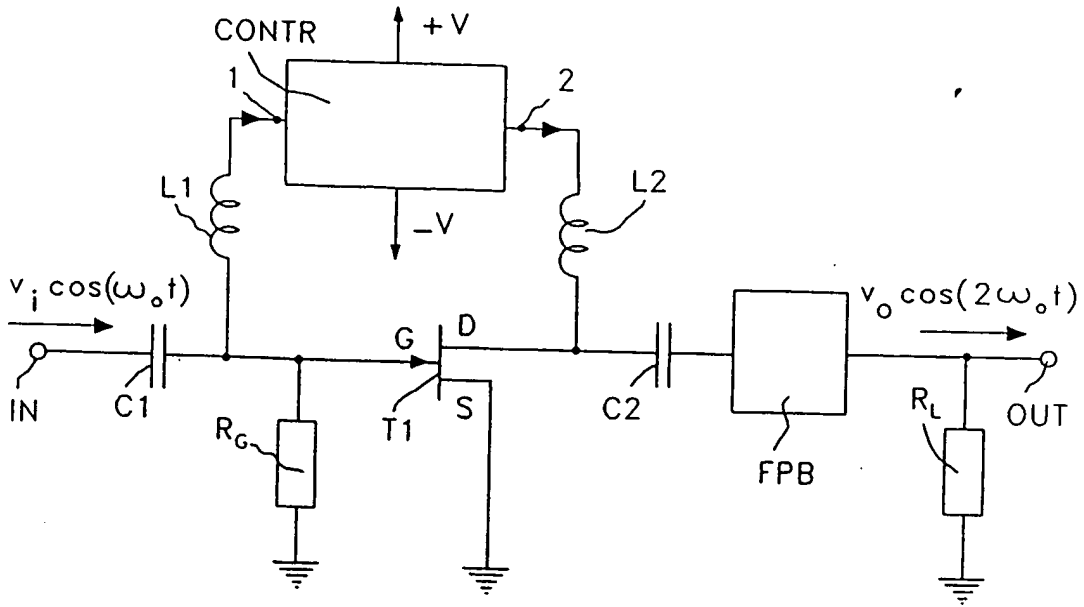 CONTR
+V
1
2
L1
L2
–V
v_i cos(ω_o t)
v_o cos(2ω_o t)
G
D
S
IN
C1
R_G
T1
C2
FPB
R_L
OUT